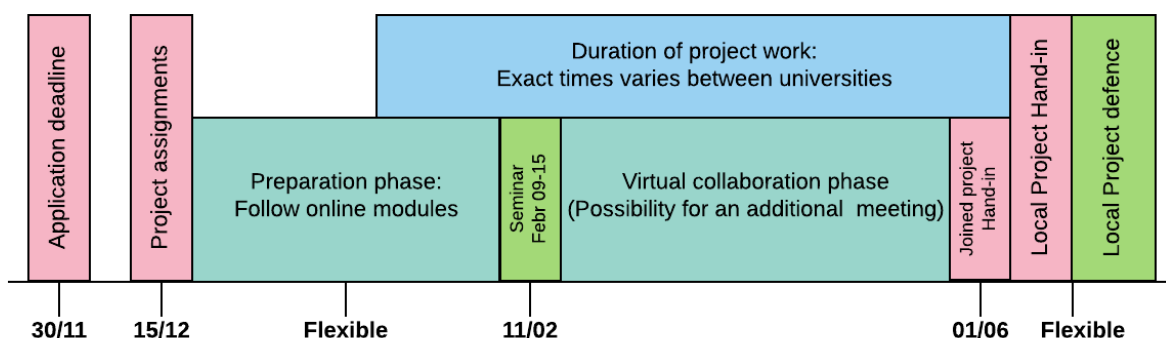 Application deadline
Project assignments
Duration of project work:
Exact times varies between universities
Preparation phase:
Follow online modules
Seminar
Febr 09-15
Virtual collaboration phase
(Possibility for an additional  meeting)
Joined project
Hand-in
Local Project Hand-in
Local Project defence
30/11
15/12
Flexible
11/02
01/06
Flexible